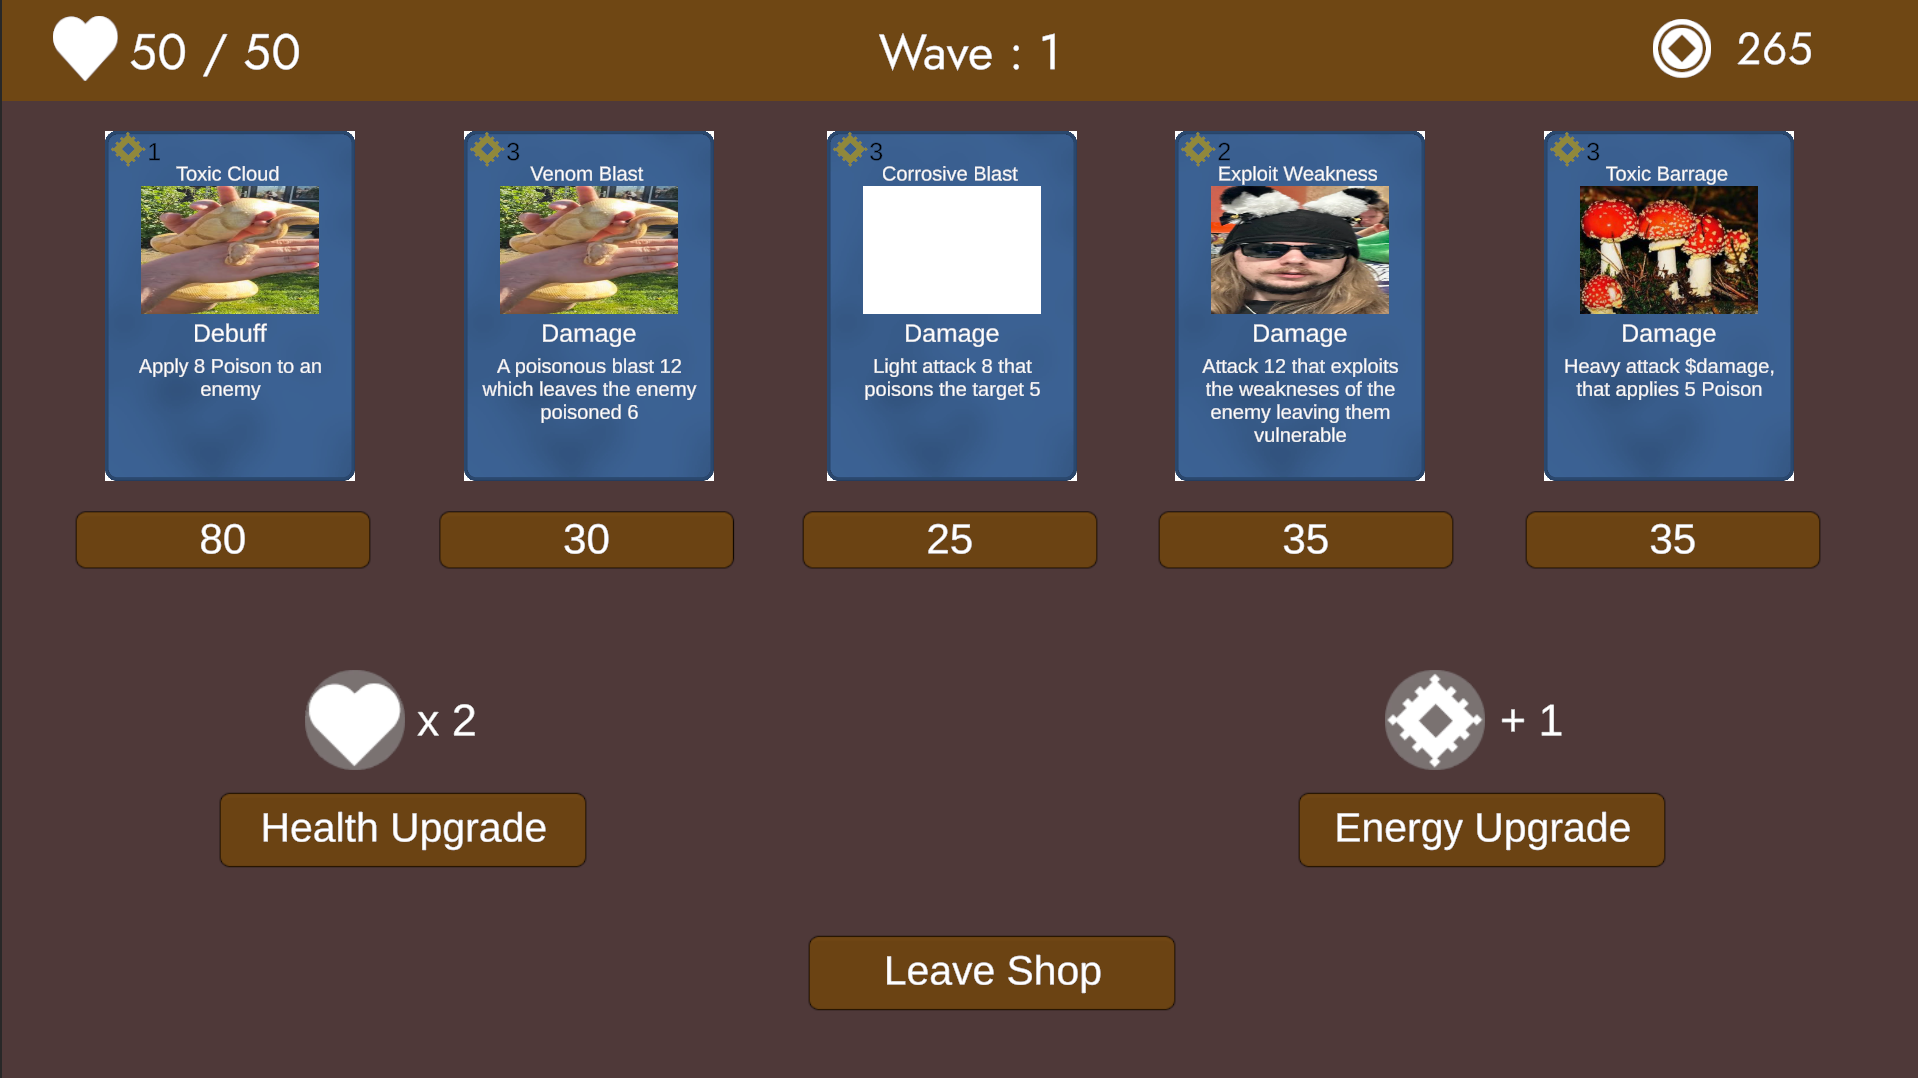 50 / 50
Wave : 1
265
1
Toxic Cloud
Debuff
Apply 8 Poison to an
enemy
80
3
Venom Blast
Damage
A poisonous blast 12
which leaves the enemy
poisoned 6
30
3
Corrosive Blast
Damage
Light attack 8 that
poisons the target 5
25
2
Exploit Weakness
Damage
Attack 12 that exploits
the weakneses of the
enemy leaving them
vulnerable
35
3
Toxic Barrage
Damage
Heavy attack $damage,
that applies 5 Poison
35
x 2
Health Upgrade
+ 1
Energy Upgrade
Leave Shop